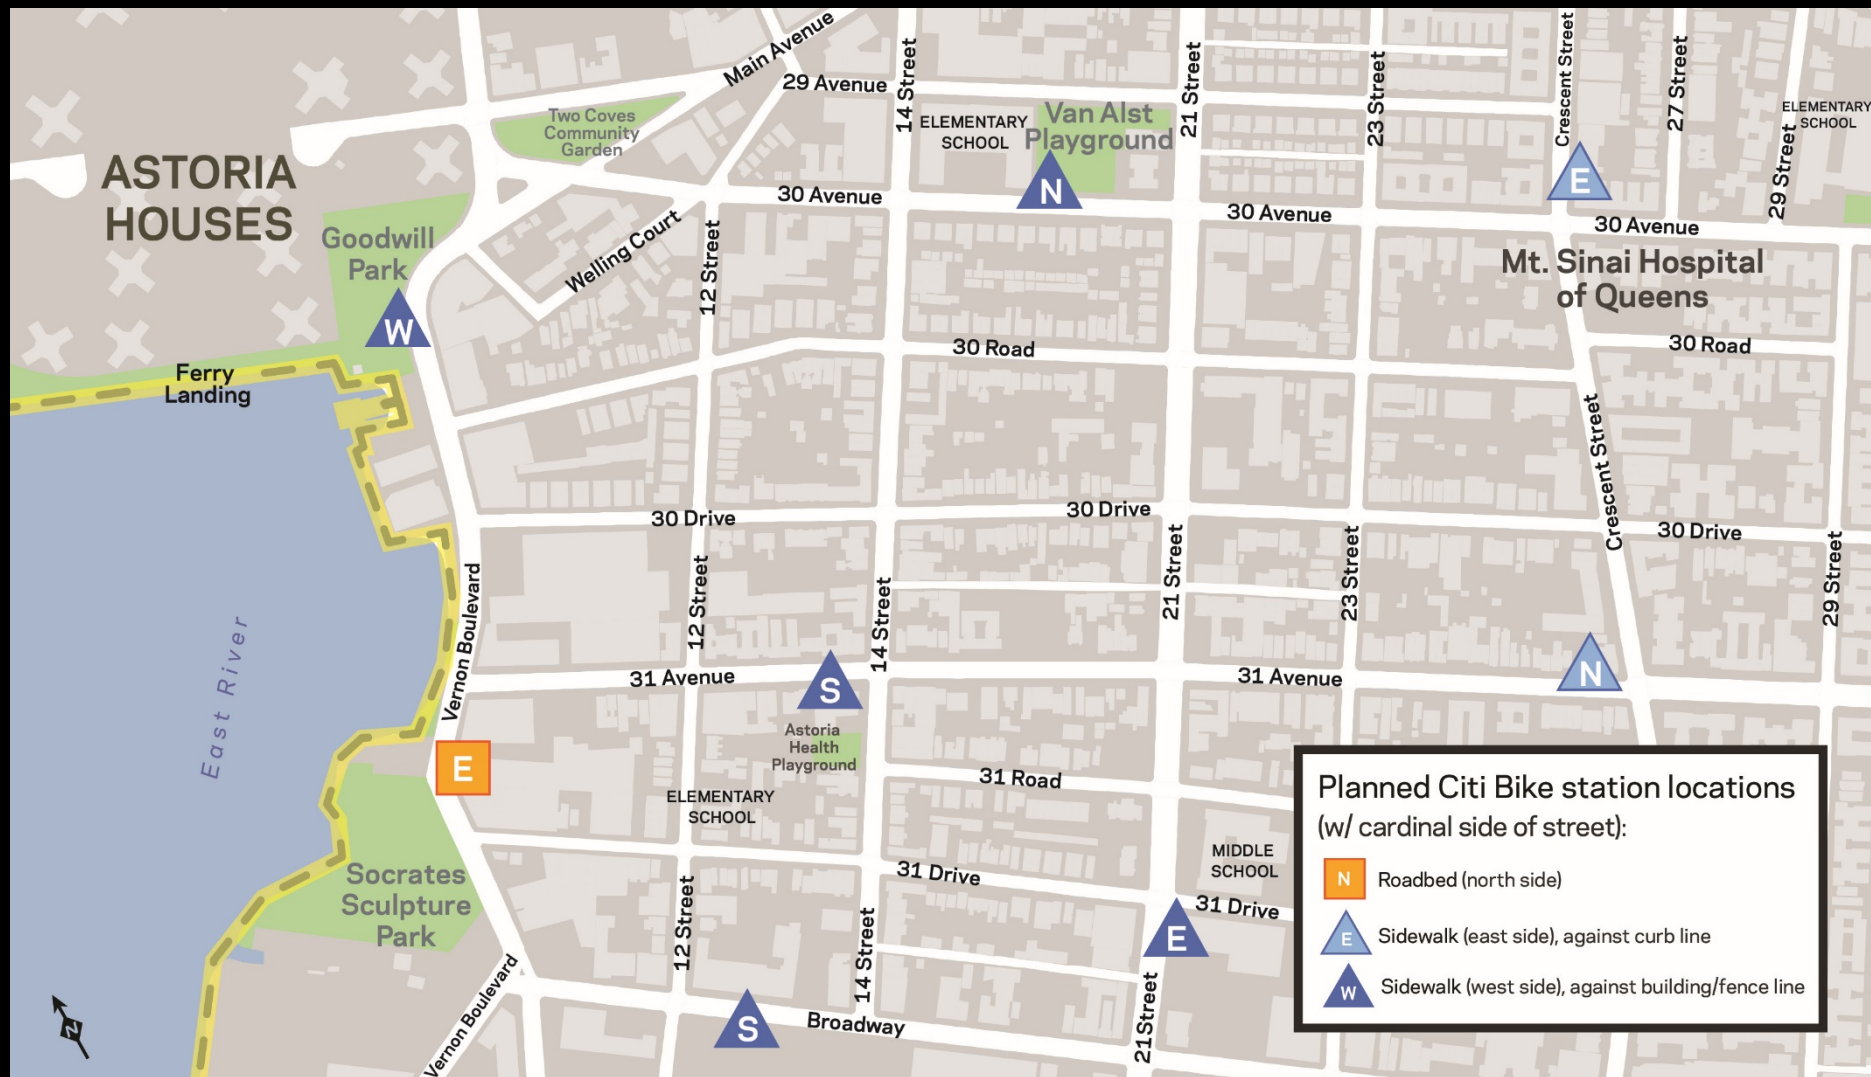 Main Avenue
29 Avenue
14 Street
21 Street
23 Street
Crescent Street
27 Street
29 Street
ELEMENTARY
SCHOOL
Two Coves
Community
Garden
ELEMENTARY
SCHOOL
Van Alst
Playground
ASTORIA
HOUSES
Goodwill
Park
W
Welling Court
12 Street
30 Avenue
N
30 Avenue
E
30 Avenue
Mt. Sinai Hospital
of Queens
Ferry
Landing
30 Road
30 Road
Crescent Street
30 Drive
30 Drive
30 Drive
East River
Vernon Boulevard
12 Street
14 Street
21 Street
23 Street
29 Street
31 Avenue
S
31 Avenue
N
Astoria
Health
Playground
E
ELEMENTARY
SCHOOL
31 Road
Socrates
Sculpture
Park
12 Street
14 Street
31 Drive
MIDDLE
SCHOOL
31 Drive
E
21 Street
Vernon Boulevard
S
Broadway
N
Planned Citi Bike station locations
(w/ cardinal side of street):
N Roadbed (north side)
E Sidewalk (east side), against curb line
W Sidewalk (west side), against building/fence line